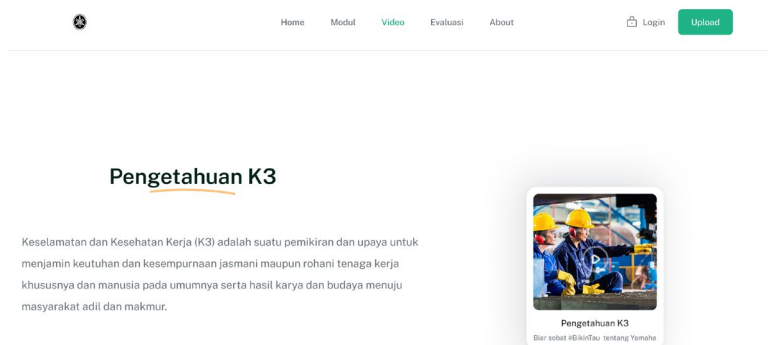 Home Modul Video Evaluasi About Login Upload
Pengetahuan K3
Keselamatan dan Kesehatan Kerja (K3) adalah suatu pemikiran dan upaya untuk
menjamin keutuhan dan kesempurnaan jasmani maupun rohani tenaga kerja
khususnya dan manusia pada umumnya serta hasil karya dan budaya menuju
masyarakat adil dan makmur.
Pengetahuan K3
Biar sobat #BikinTau tentang Yamaha